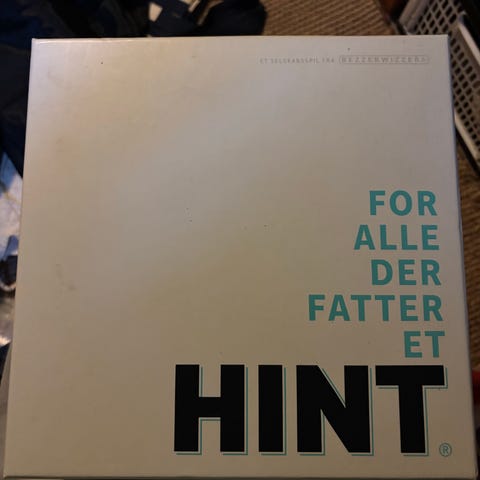 ET SELSKABSSPIL FRA BEZZERWIZZER®
FOR
ALLE
DER
FATTER
ET
HINT®